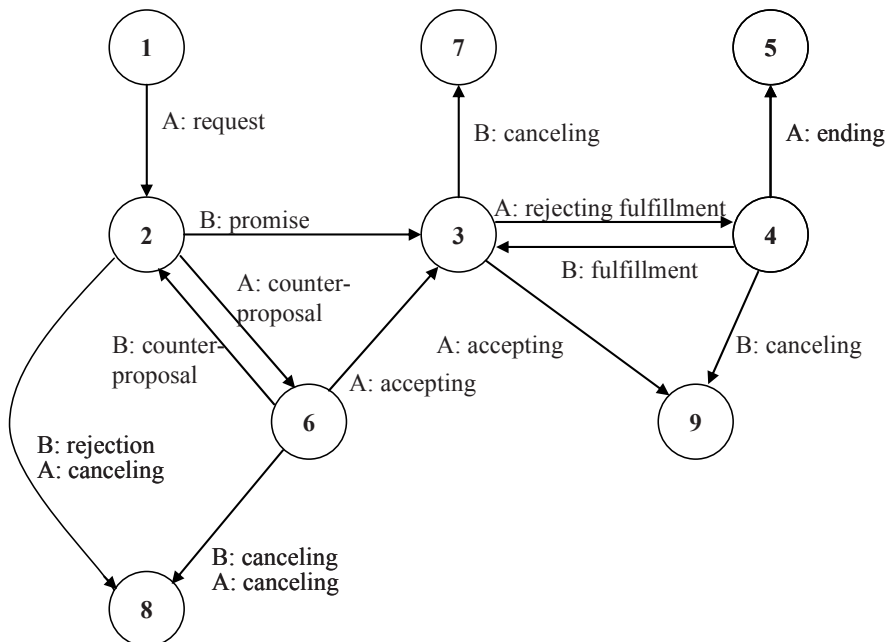 1
7
5
A: request
B: canceling
A: ending
2
B: promise
3
A: rejecting fulfillment
4
B: fulfillment
A: counter-
proposal
B: counter-
proposal
A: accepting
B: canceling
A: accepting
6
9
B: rejection
A: canceling
B: canceling
A: canceling
8